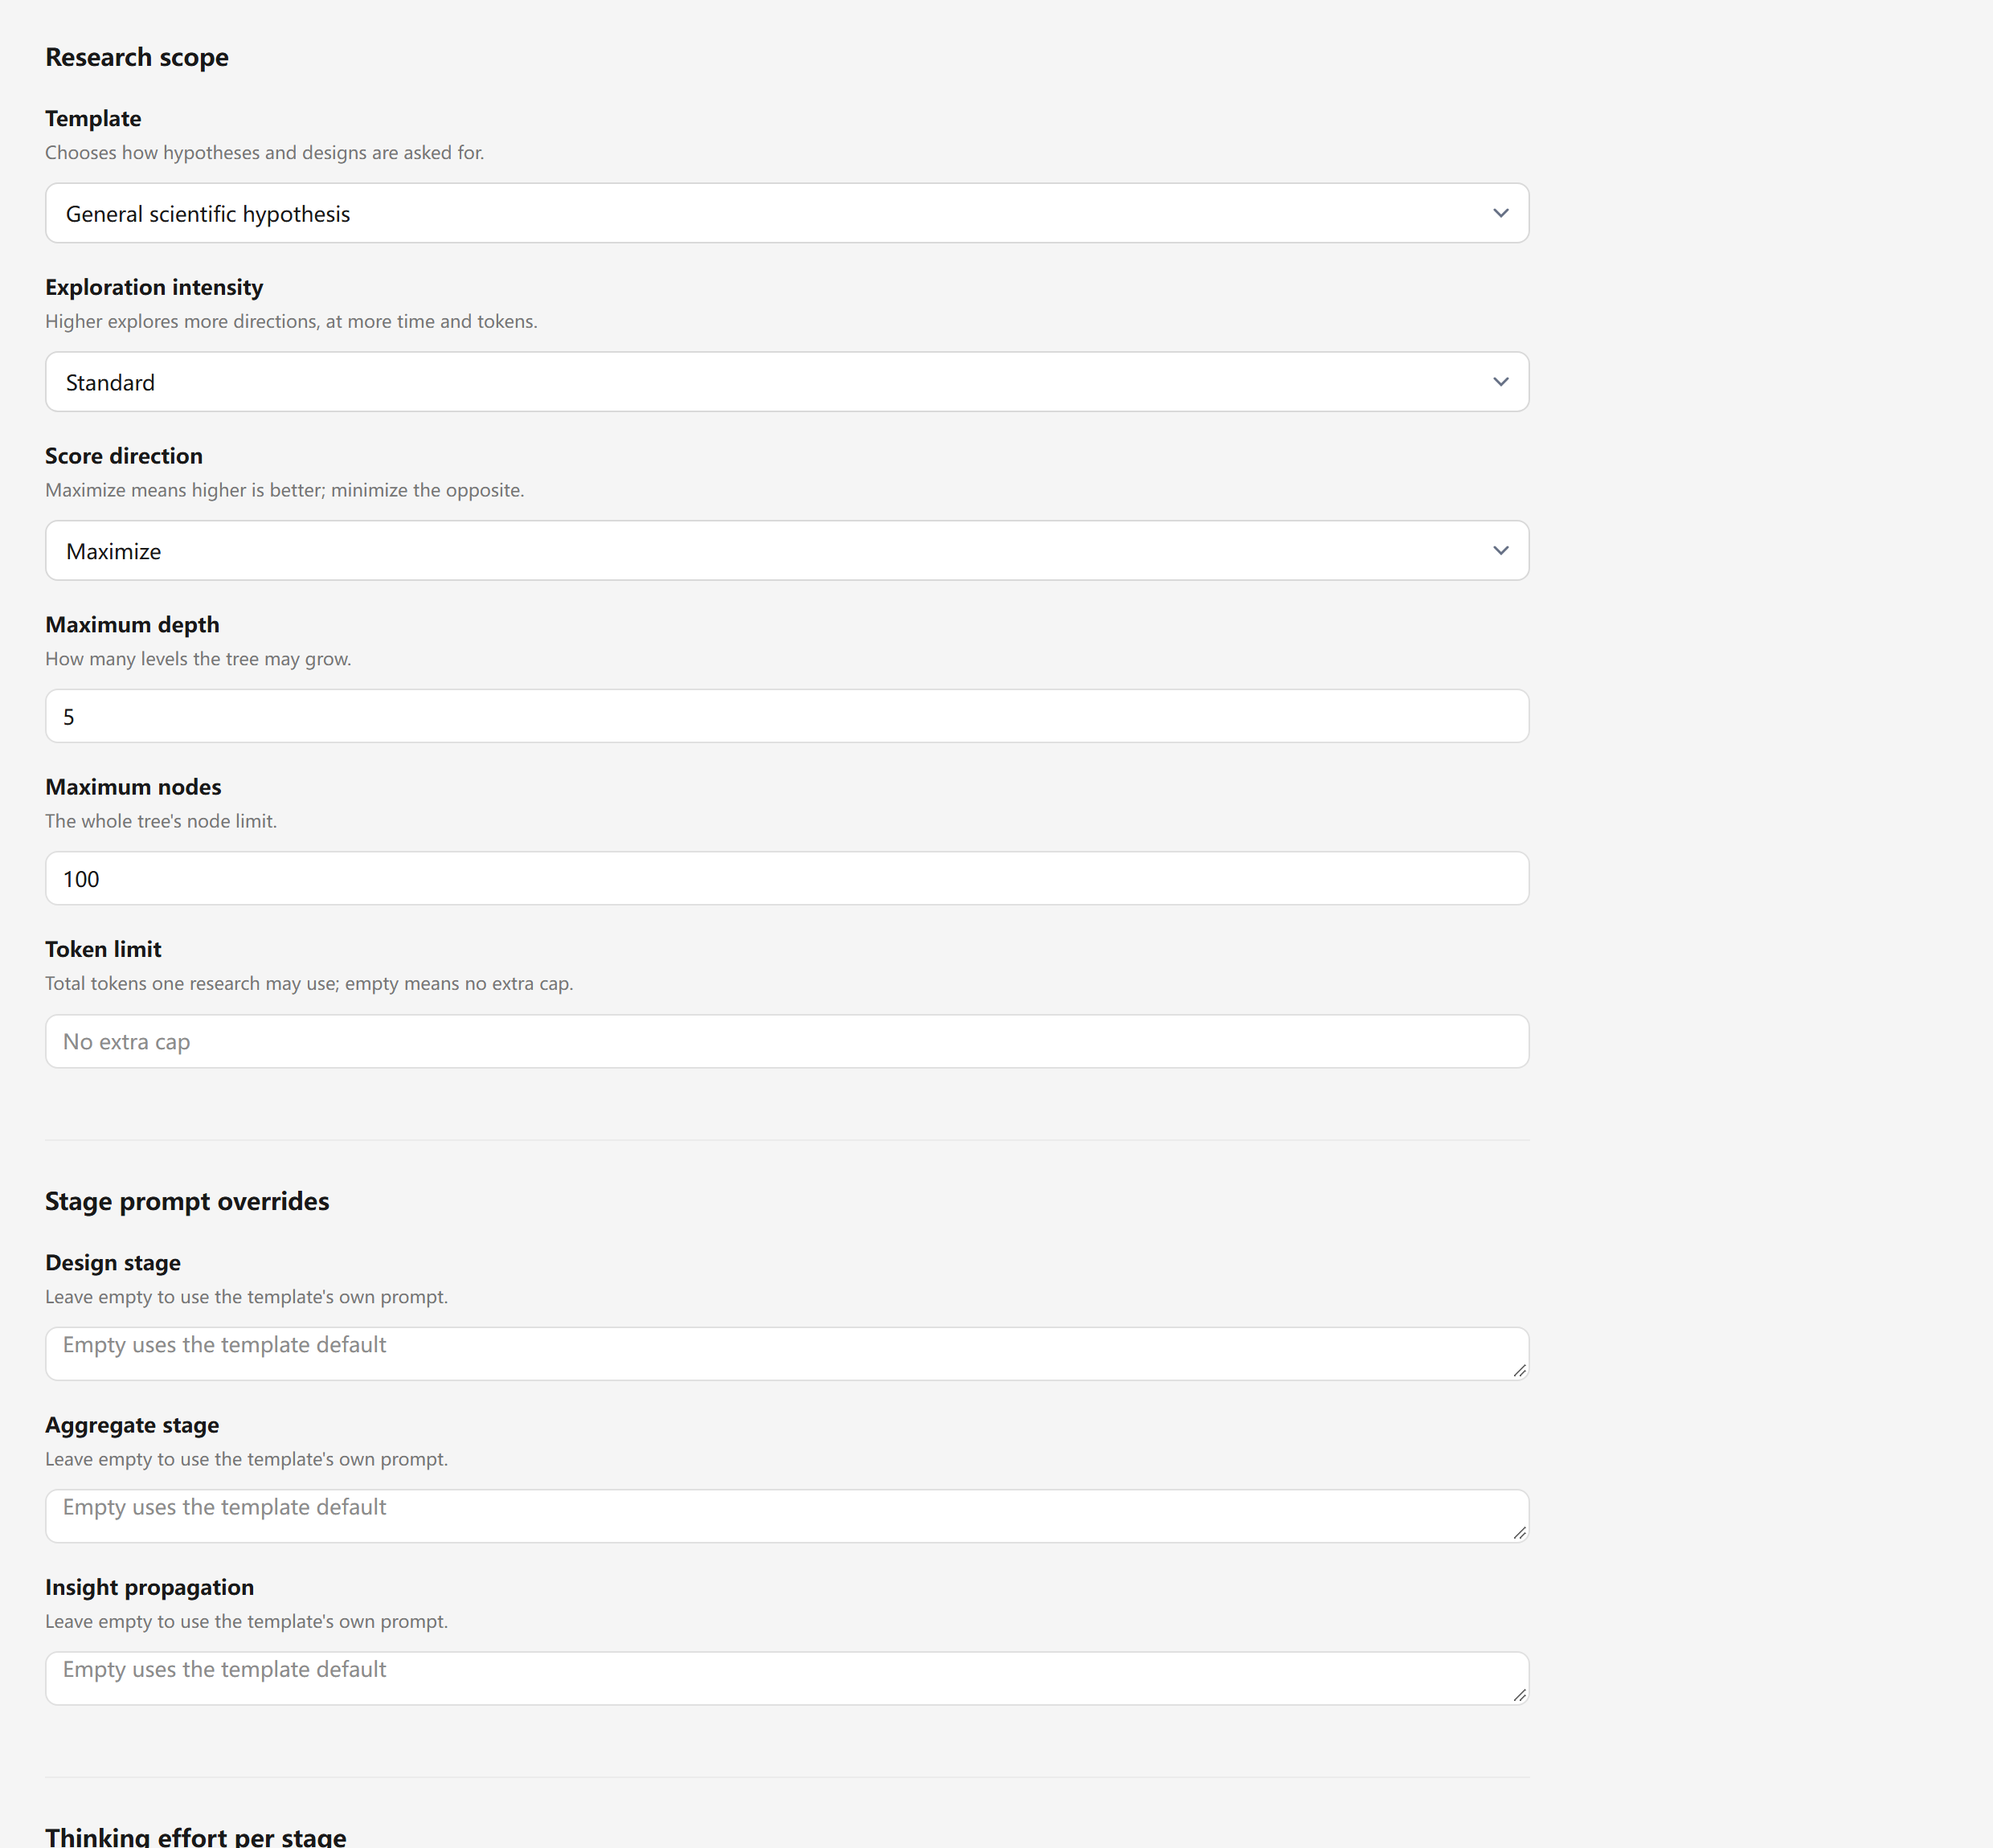 Research scope
Template
Chooses how hypotheses and designs are asked for.
General scientific hypothesis
Exploration intensity
Higher explores more directions, at more time and tokens.
Standard
Score direction
Maximize means higher is better; minimize the opposite.
Maximize
Maximum depth
How many levels the tree may grow.
5
Maximum nodes
The whole tree's node limit.
100
Token limit
Total tokens one research may use; empty means no extra cap.
No extra cap
Stage prompt overrides
Design stage
Leave empty to use the template's own prompt.
Empty uses the template default
Aggregate stage
Leave empty to use the template's own prompt.
Empty uses the template default
Insight propagation
Leave empty to use the template's own prompt.
Empty uses the template default
Thinking effort per stage